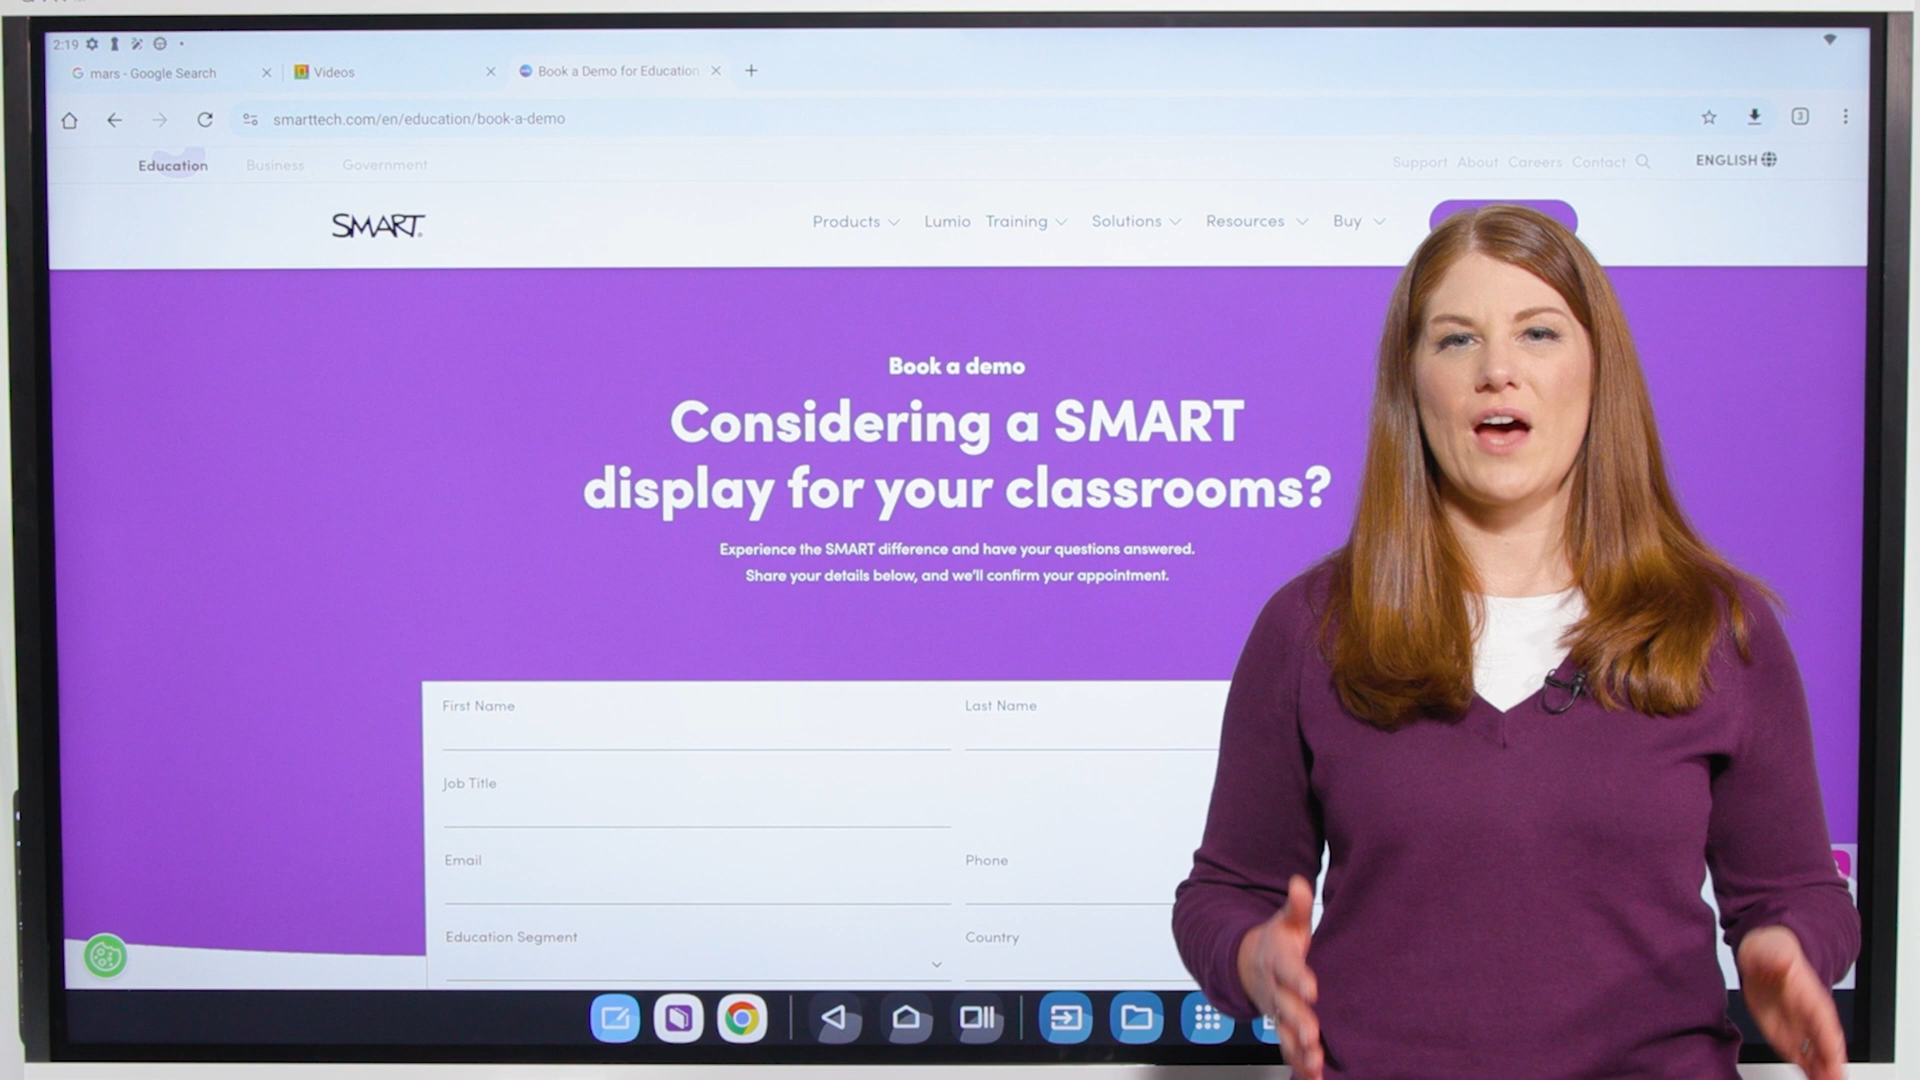 2:19
mars - Google Search
Videos
Book a Demo for Education
smarttech.com/en/education/book-a-demo
3
Education Business Government
Support About Careers Contact ENGLISH
SMART
Products Lumio Training Solutions Resources Buy
Book a demo
Considering a SMART
display for your classrooms?
Experience the SMART difference and have your questions answered.
Share your details below, and we'll confirm your appointment.
First Name Last Name
Job Title
Email Phone
Education Segment Country